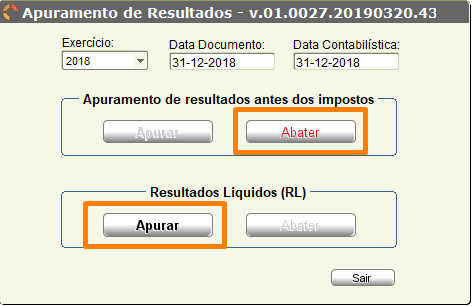 Apuramento de Resultados - v.01.0027.20190320.43
Exercício: Data Documento: Data Contabilística:
2018 31-12-2018 31-12-2018
Apuramento de resultados antes dos impostos
Apurar Abater
Resultados Liquidos (RL)
Apurar Abater
Sair